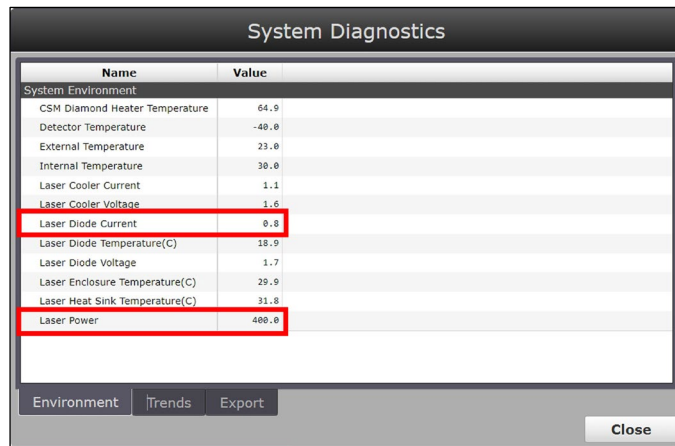 System Diagnostics
Name Value
System Environment
CSM Diamond Heater Temperature 64.9
Detector Temperature -40.0
External Temperature 23.0
Internal Temperature 30.0
Laser Cooler Current 1.1
Laser Cooler Voltage 1.6
Laser Diode Current 0.8
Laser Diode Temperature(C) 18.9
Laser Diode Voltage 1.7
Laser Enclosure Temperature(C) 29.9
Laser Heat Sink Temperature(C) 31.8
Laser Power 400.0
Environment Trends Export
Close